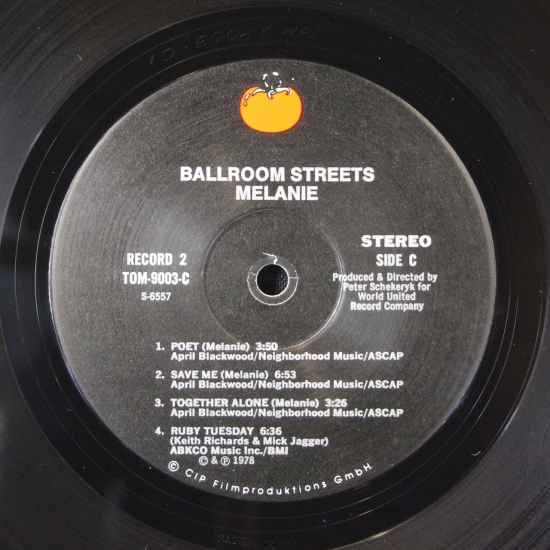 BALLROOM STREETS
MELANIE
STEREO
RECORD 2
SIDE C
TOM-9003-C
S-6557
Produced & Directed by
Peter Schekeryk for
World United
Record Company
1. POET (Melanie) 3:50
April Blackwood/Neighborhood Music/ASCAP
2. SAVE ME (Melanie) 6:53
April Blackwood/Neighborhood Music/ASCAP
3. TOGETHER ALONE (Melanie) 3:26
April Blackwood/Neighborhood Music/ASCAP
4. RUBY TUESDAY 6:36
(Keith Richards & Mick Jagger)
ABKCO Music Inc./BMI
© & ℗ 1978
© CIP Filmproduktions GmbH